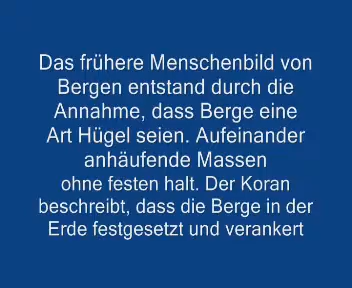 Das frühere Menschenbild von
Bergen entstand durch die
Annahme, dass Berge eine
Art Hügel seien. Aufeinander
anhäufende Massen
ohne festen halt. Der Koran
beschreibt, dass die Berge in der
Erde festgesetzt und verankert